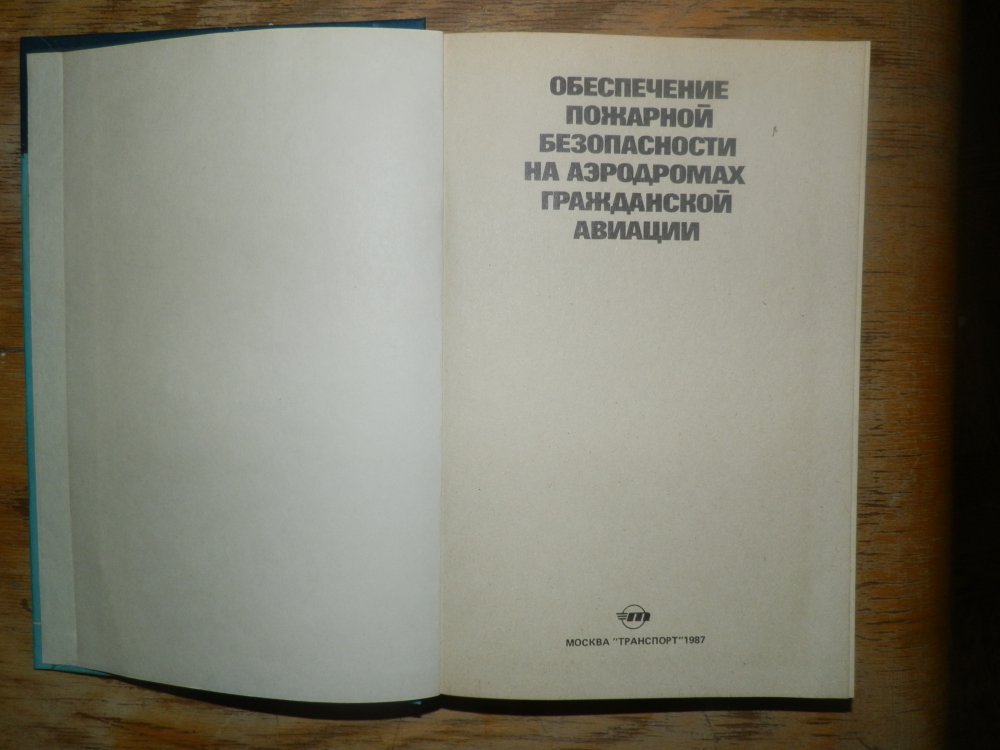 ОБЕСПЕЧЕНИЕ
ПОЖАРНОЙ
БЕЗОПАСНОСТИ
НА АЭРОДРОМАХ
ГРАЖДАНСКОЙ
АВИАЦИИ
т
МОСКВА "ТРАНСПОРТ" 1987